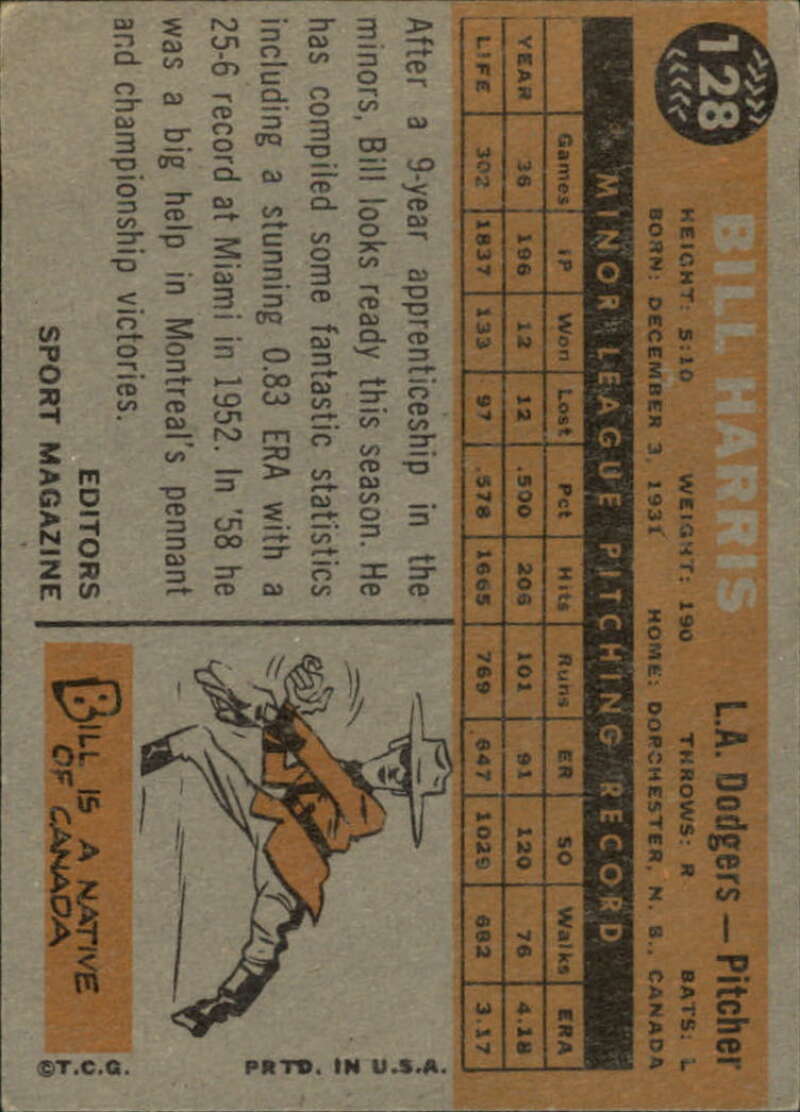 128
BILL HARRIS L.A. Dodgers — Pitcher
HEIGHT: 5:10 WEIGHT: 190 THROWS: R BATS: L
BORN: DECEMBER 3, 1931 HOME: DORCHESTER, N. B., CANADA
MINOR LEAGUE PITCHING RECORD
Games IP Won Lost Pct Hits Runs ER SO Walks ERA
YEAR 36 196 12 12 .500 206 101 91 120 76 4.18
LIFE 302 1837 133 97 .578 1665 769 647 1029 682 3.17
After a 9-year apprenticeship in the
minors, Bill looks ready this season. He
has compiled some fantastic statistics
including a stunning 0.83 ERA with a
25-6 record at Miami in 1952. In '58 he
was a big help in Montreal's pennant
and championship victories.
EDITORS
SPORT MAGAZINE
BILL IS A NATIVE
OF CANADA
©T.C.G. PRTD. IN U.S.A.